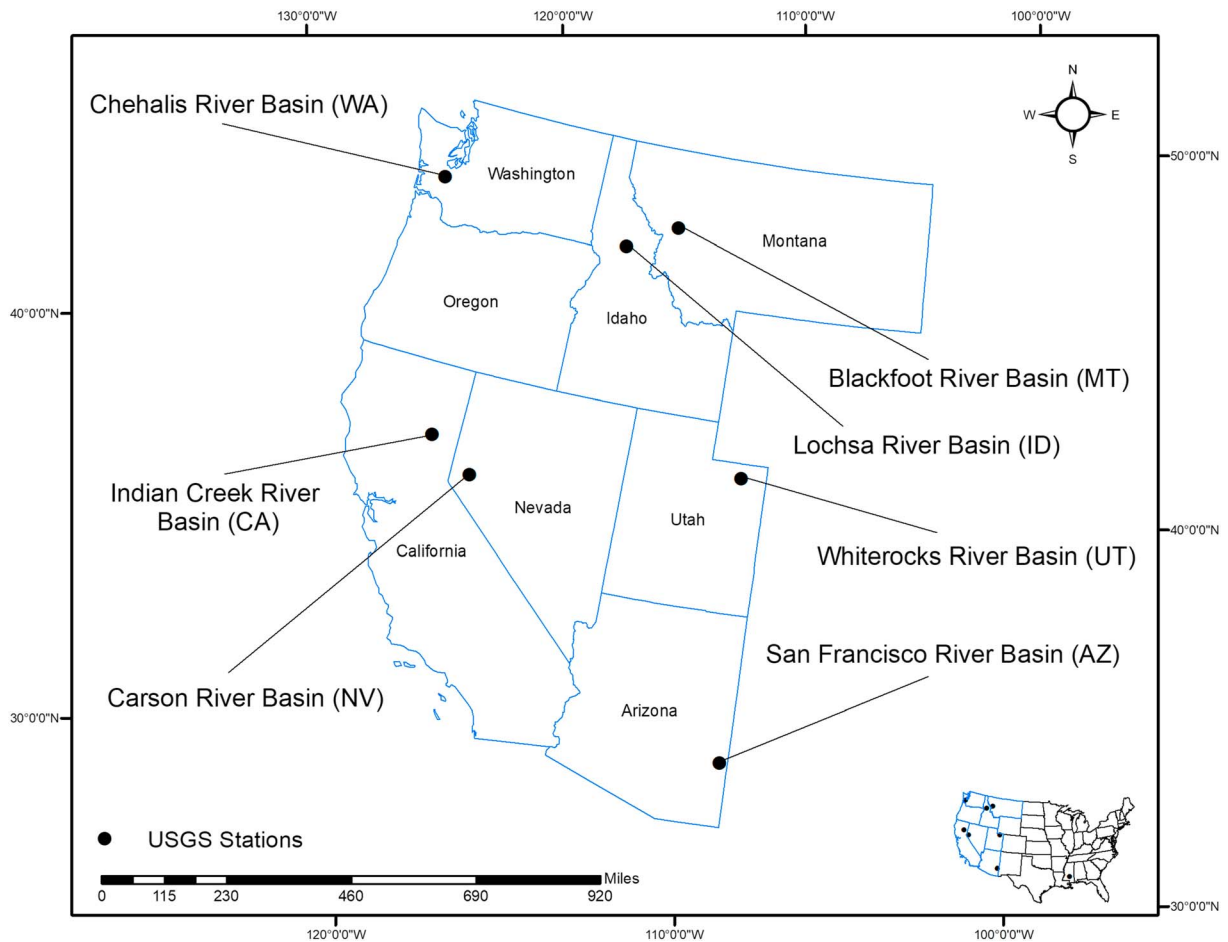 130°0'0"W 120°0'0"W 110°0'0"W 100°0'0"W
N
W E
S
Chehalis River Basin (WA)
50°0'0"N
Washington
Montana
Oregon
40°0'0"N
Idaho
Blackfoot River Basin (MT)
Lochsa River Basin (ID)
Indian Creek River
Basin (CA)
Nevada
Utah
40°0'0"N
California
Whiterocks River Basin (UT)
San Francisco River Basin (AZ)
Carson River Basin (NV)
Arizona
30°0'0"N
USGS Stations
Miles
0 115 230 460 690 920
30°0'0"N
120°0'0"W 110°0'0"W 100°0'0"W